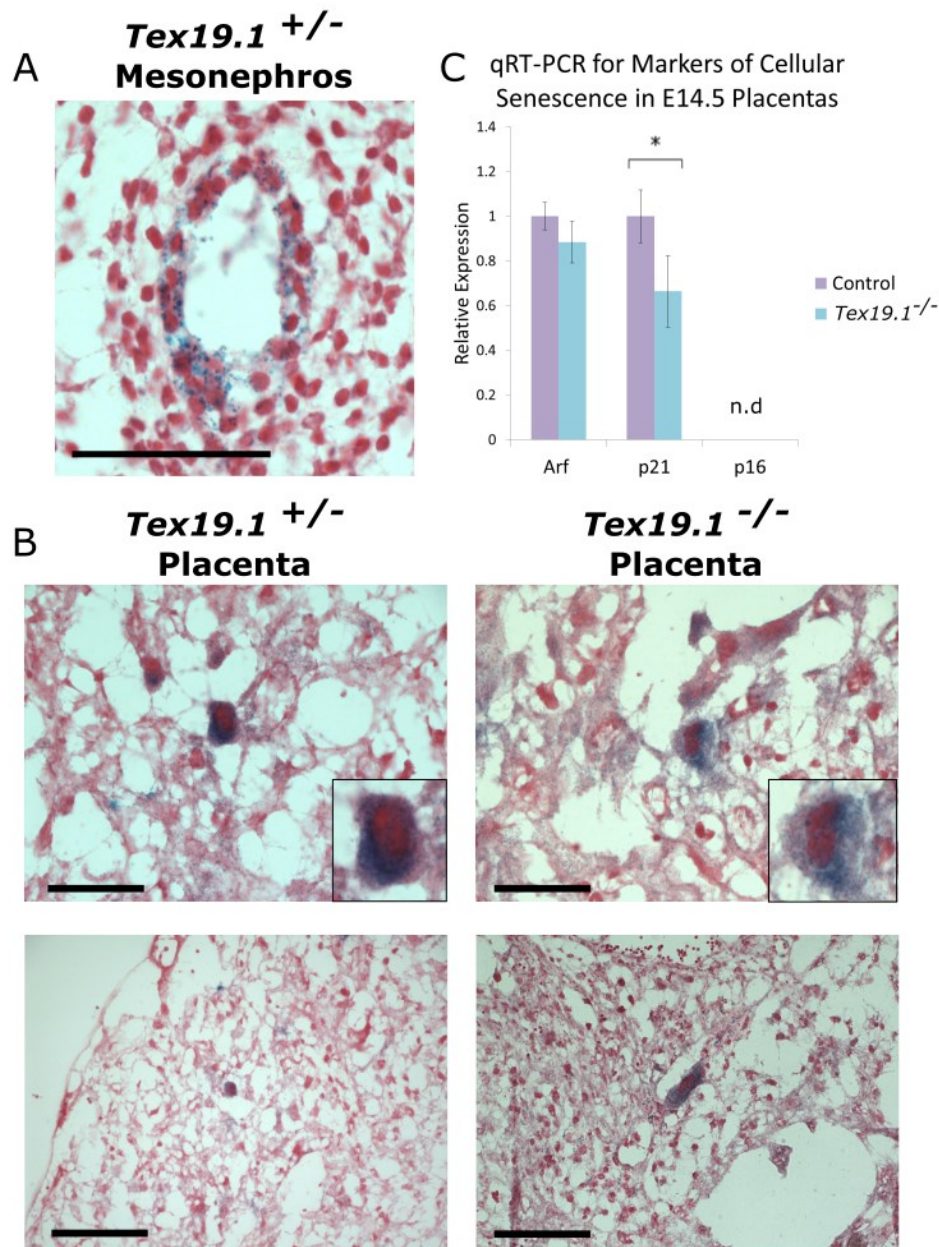 A
Tex19.1 +/-
Mesonephros
C
qRT-PCR for Markers of Cellular
Senescence in E14.5 Placentas
1.4
1.2
1
0.8
0.6
0.4
0.2
0
Relative Expression
*
n.d
Arf
p21
p16
Control
Tex19.1-/-
B
Tex19.1 +/-
Placenta
Tex19.1 -/-
Placenta